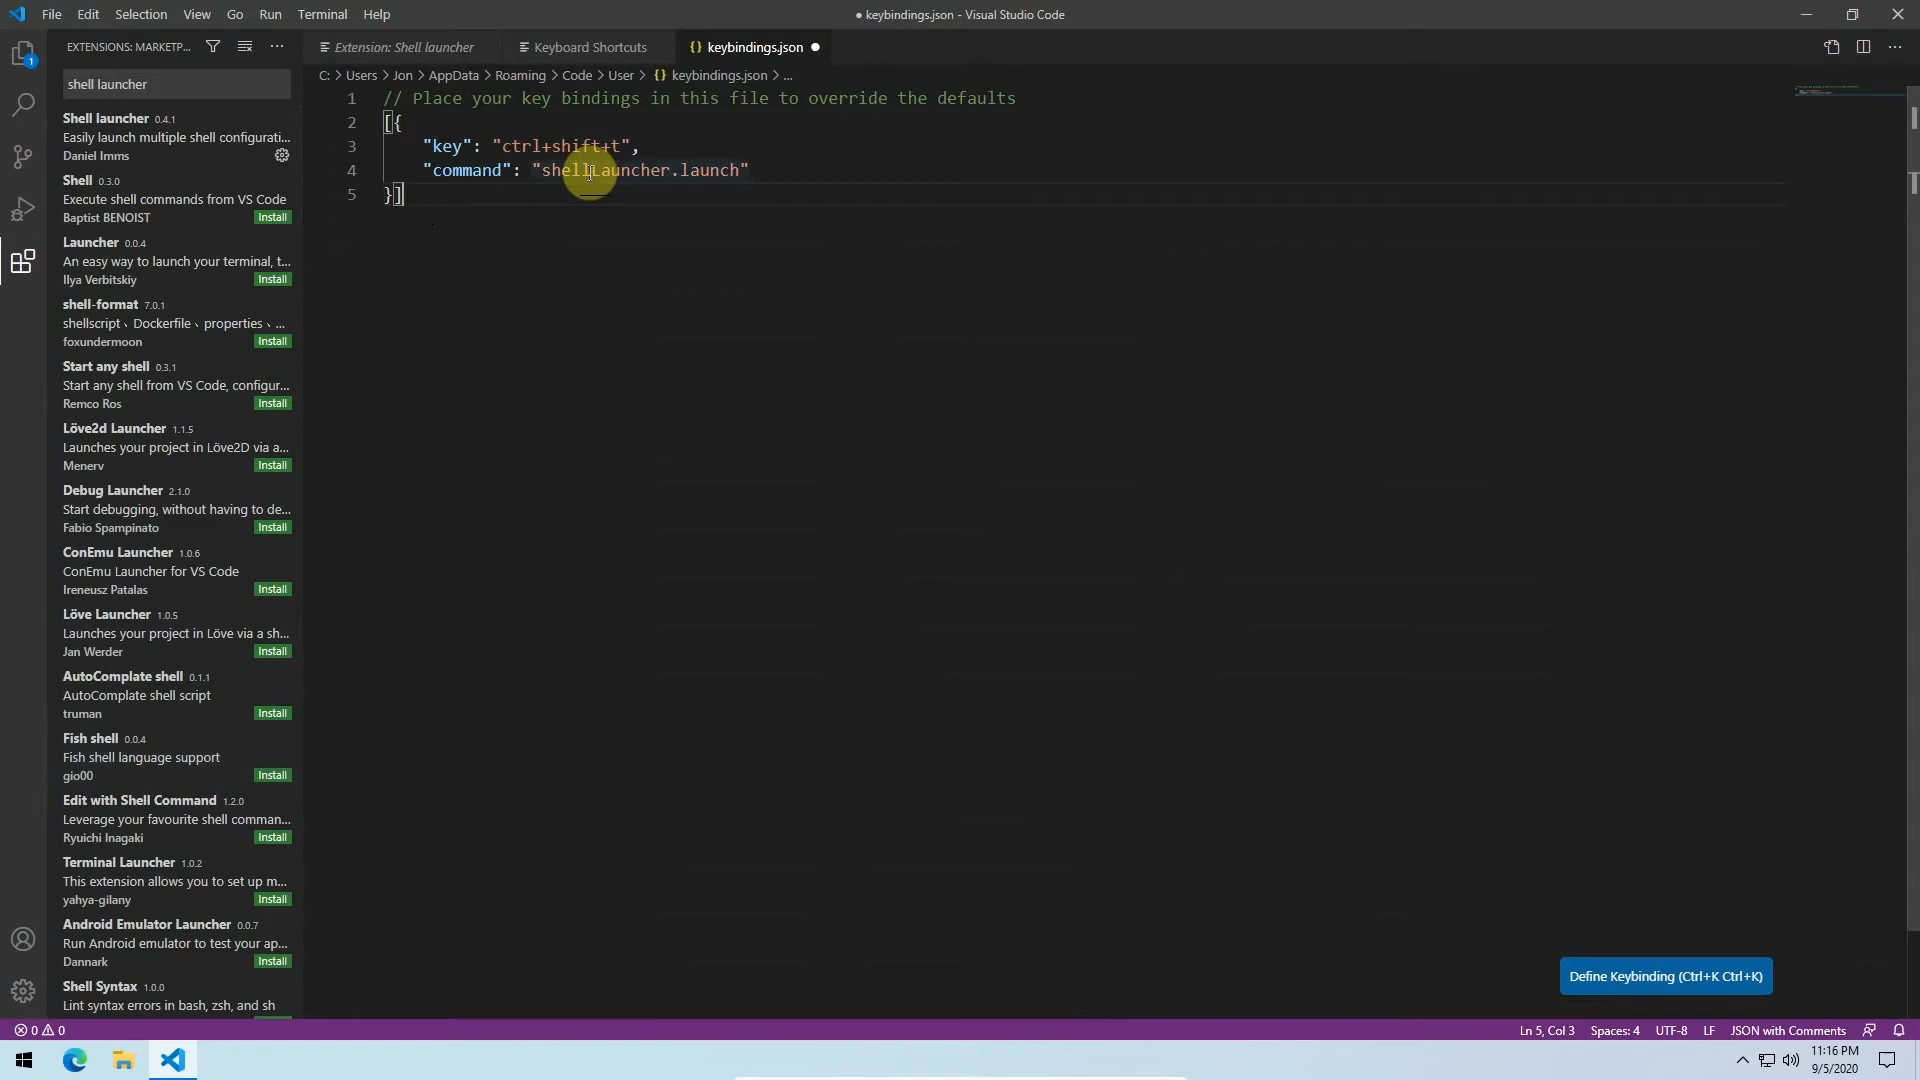 File Edit Selection View Go Run Terminal Help
● keybindings.json - Visual Studio Code
EXTENSIONS: MARKETP...
Extension: Shell launcher
Keyboard Shortcuts
{} keybindings.json ●
C: > Users > Jon > AppData > Roaming > Code > User > {} keybindings.json > ...
shell launcher
1 // Place your key bindings in this file to override the defaults
2 [{
3 "key": "ctrl+shift+t",
4 "command": "shellLauncher.launch"
5 }]
Shell launcher 0.4.1
Easily launch multiple shell configurati...
Daniel Imms
Shell 0.3.0
Execute shell commands from VS Code
Baptist BENOIST Install
Launcher 0.0.4
An easy way to launch your terminal, t...
Ilya Verbitskiy Install
shell-format 7.0.1
shellscript、Dockerfile、properties、...
foxundermoon Install
Start any shell 0.3.1
Start any shell from VS Code, configur...
Remco Ros Install
Löve2d Launcher 1.1.5
Launches your project in Löve2D via a...
Menerv Install
Debug Launcher 2.1.0
Start debugging, without having to de...
Fabio Spampinato Install
ConEmu Launcher 1.0.6
ConEmu Launcher for VS Code
Ireneusz Patalas Install
Löve Launcher 1.0.5
Launches your project in Löve via a sh...
Jan Werder Install
AutoComplate shell 0.1.1
AutoComplate shell script
truman Install
Fish shell 0.0.4
Fish shell language support
gio00 Install
Edit with Shell Command 1.2.0
Leverage your favourite shell comman...
Ryuichi Inagaki Install
Terminal Launcher 1.0.2
This extension allows you to set up m...
yahya-gilany Install
Android Emulator Launcher 0.0.7
Run Android emulator to test your ap...
Dannark Install
Shell Syntax 1.0.0
Lint syntax errors in bash, zsh, and sh
1
Define Keybinding (Ctrl+K Ctrl+K)
0 0
Ln 5, Col 3 Spaces: 4 UTF-8 LF JSON with Comments
11:16 PM
9/5/2020